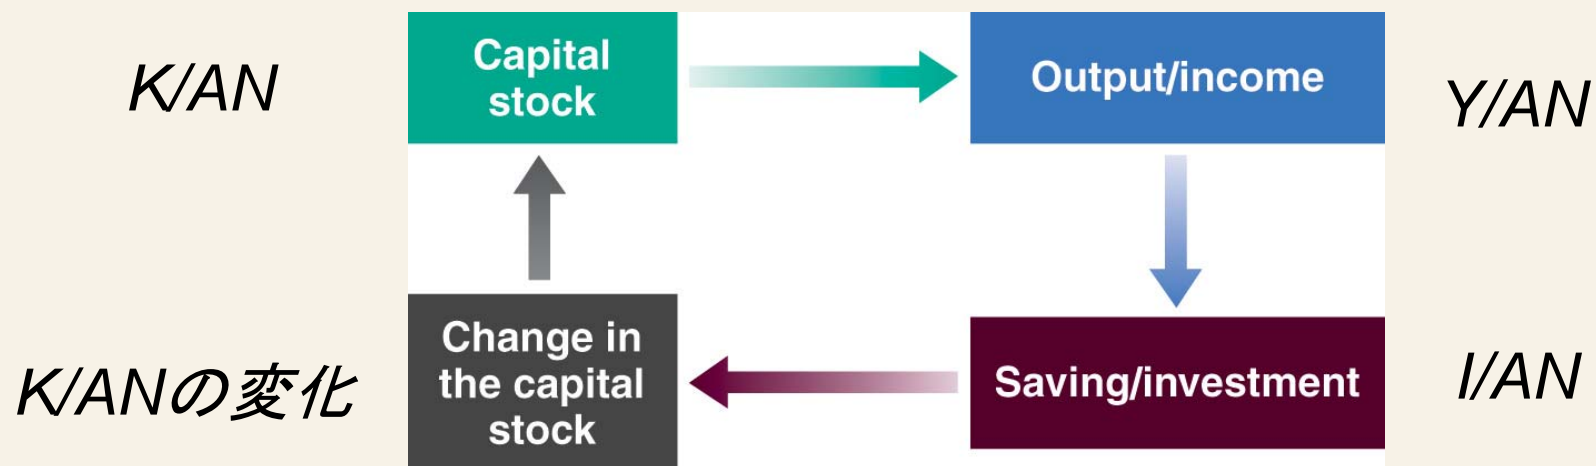 K/AN
Capital
stock
Output/income
Y/AN
K/ANの変化
Change in
the capital
stock
Saving/investment
I/AN